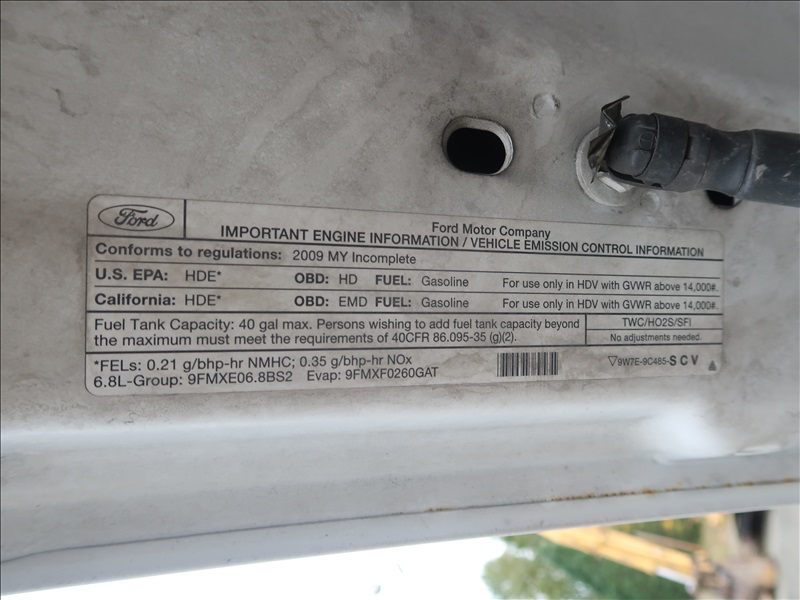 Ford
Ford Motor Company
IMPORTANT ENGINE INFORMATION / VEHICLE EMISSION CONTROL INFORMATION
Conforms to regulations: 2009 MY Incomplete
U.S. EPA: HDE* OBD: HD FUEL: Gasoline For use only in HDV with GVWR above 14,000#.
California: HDE* OBD: EMD FUEL: Gasoline For use only in HDV with GVWR above 14,000#.
Fuel Tank Capacity: 40 gal max. Persons wishing to add fuel tank capacity beyond
the maximum must meet the requirements of 40CFR 86.095-35 (g)(2).
TWC/HO2S/SFI
No adjustments needed.
*FELs: 0.21 g/bhp-hr NMHC; 0.35 g/bhp-hr NOx
6.8L-Group: 9FMXE06.8BS2 Evap: 9FMXF0260GAT
9W7E-9C485-SCV